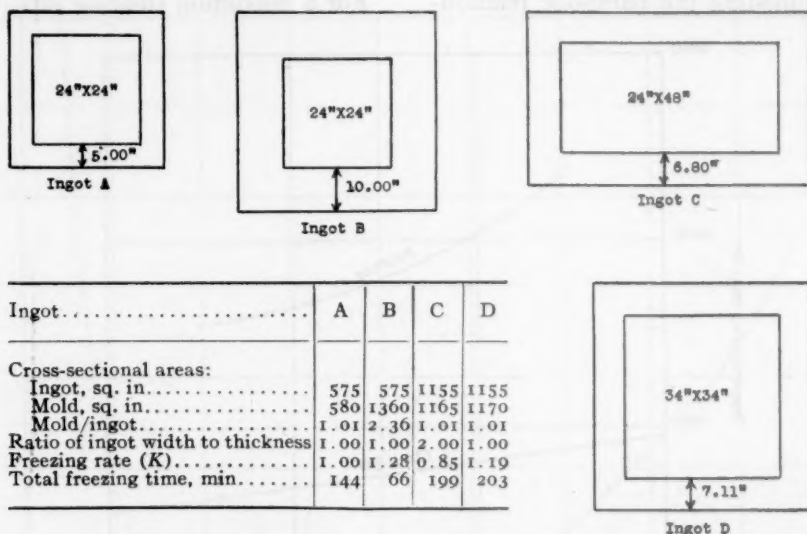 24"X24"
5.00"
Ingot A
24"X24"
10.00"
Ingot B
24"X48"
6.80"
Ingot C
Ingot A B C D
Cross-sectional areas:
Ingot, sq. in. 575 575 1155 1155
Mold, sq. in. 580 1360 1165 1170
Mold/ingot 1.01 2.36 1.01 1.01
Ratio of ingot width to thickness 1.00 1.00 2.00 1.00
Freezing rate (K) 1.00 1.28 0.85 1.19
Total freezing time, min. 144 66 199 203
34"X34"
7.11"
Ingot D